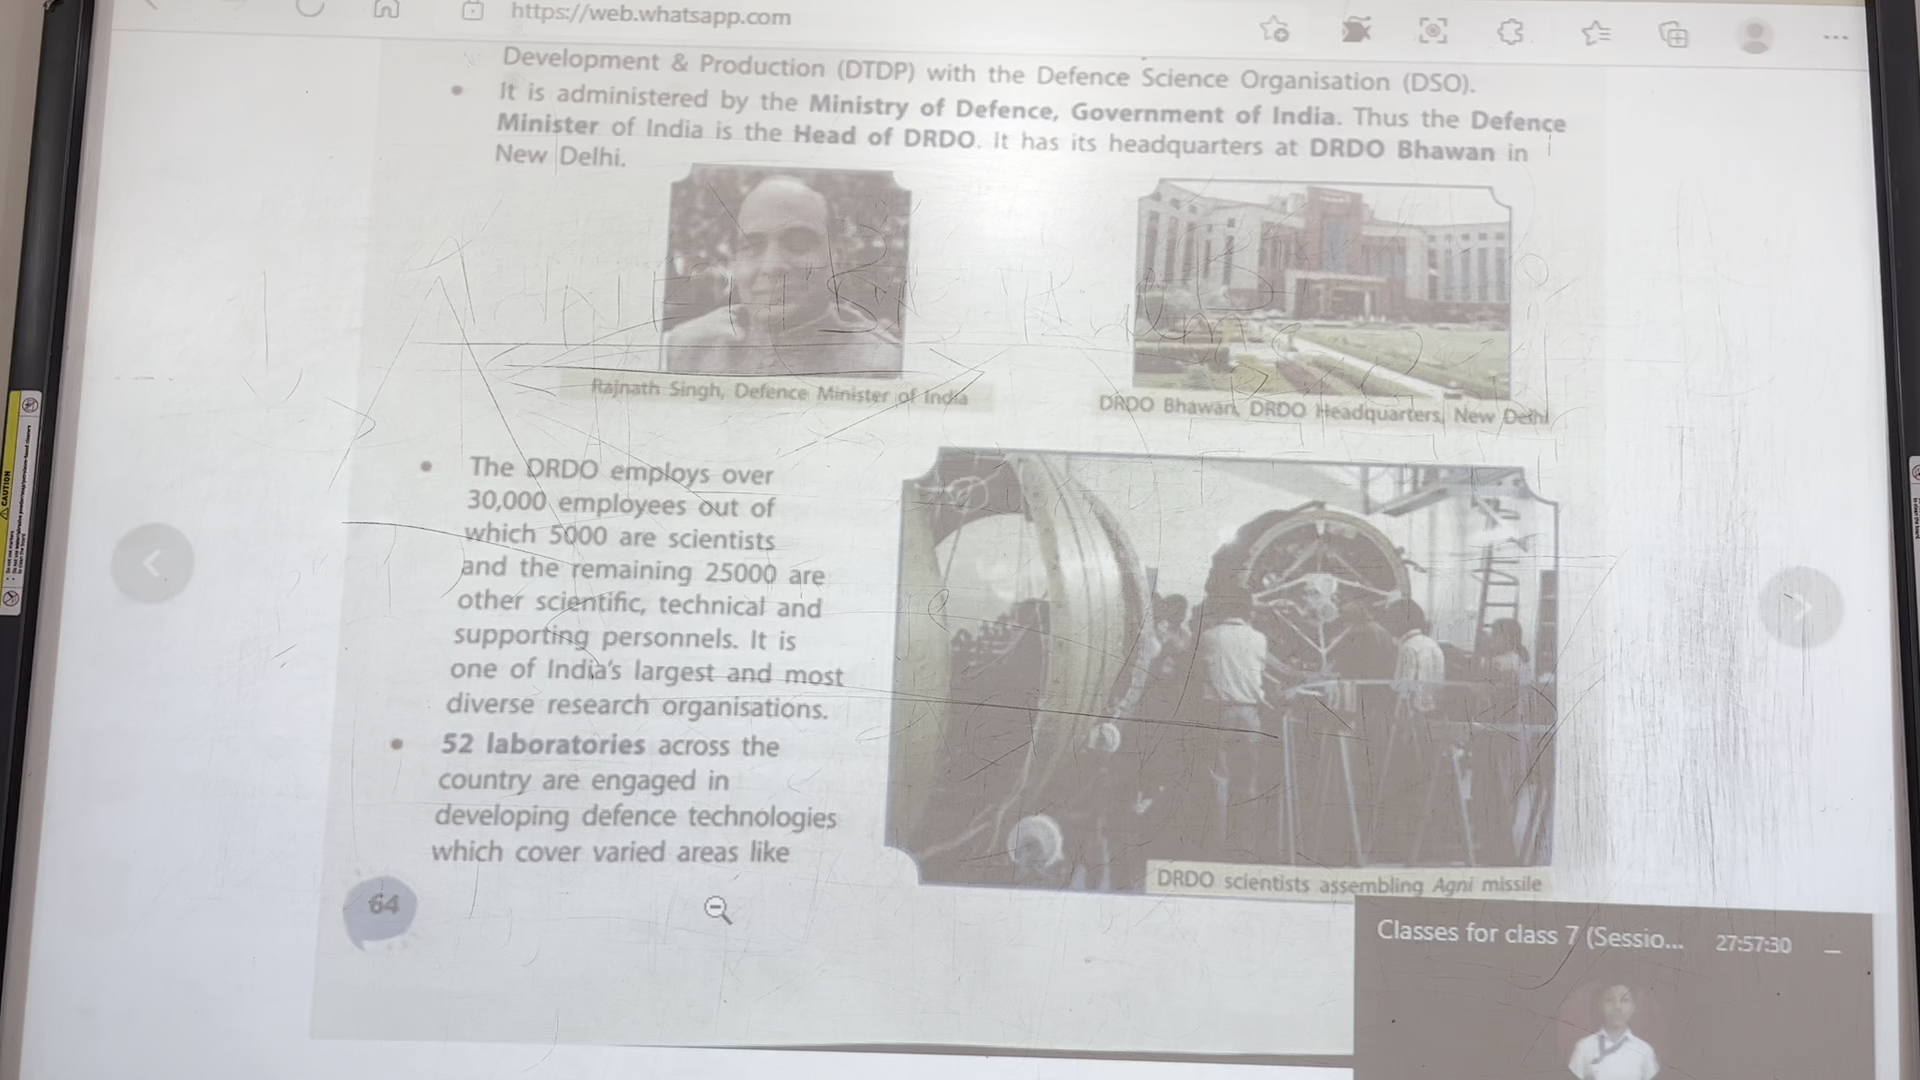 https://web.whatsapp.com
Development & Production (DTDP) with the Defence Science Organisation (DSO).
• It is administered by the Ministry of Defence, Government of India. Thus the Defence
Minister of India is the Head of DRDO. It has its headquarters at DRDO Bhawan in
New Delhi.
Rajnath Singh, Defence Minister of India
DRDO Bhawan, DRDO Headquarters, New Delhi
• The DRDO employs over
30,000 employees out of
which 5000 are scientists
and the remaining 25000 are
other scientific, technical and
supporting personnels. It is
one of India's largest and most
diverse research organisations.
• 52 laboratories across the
country are engaged in
developing defence technologies
which cover varied areas like
DRDO scientists assembling Agni missile
64
Classes for class 7 (Sessio... 27:57:30
CAUTION